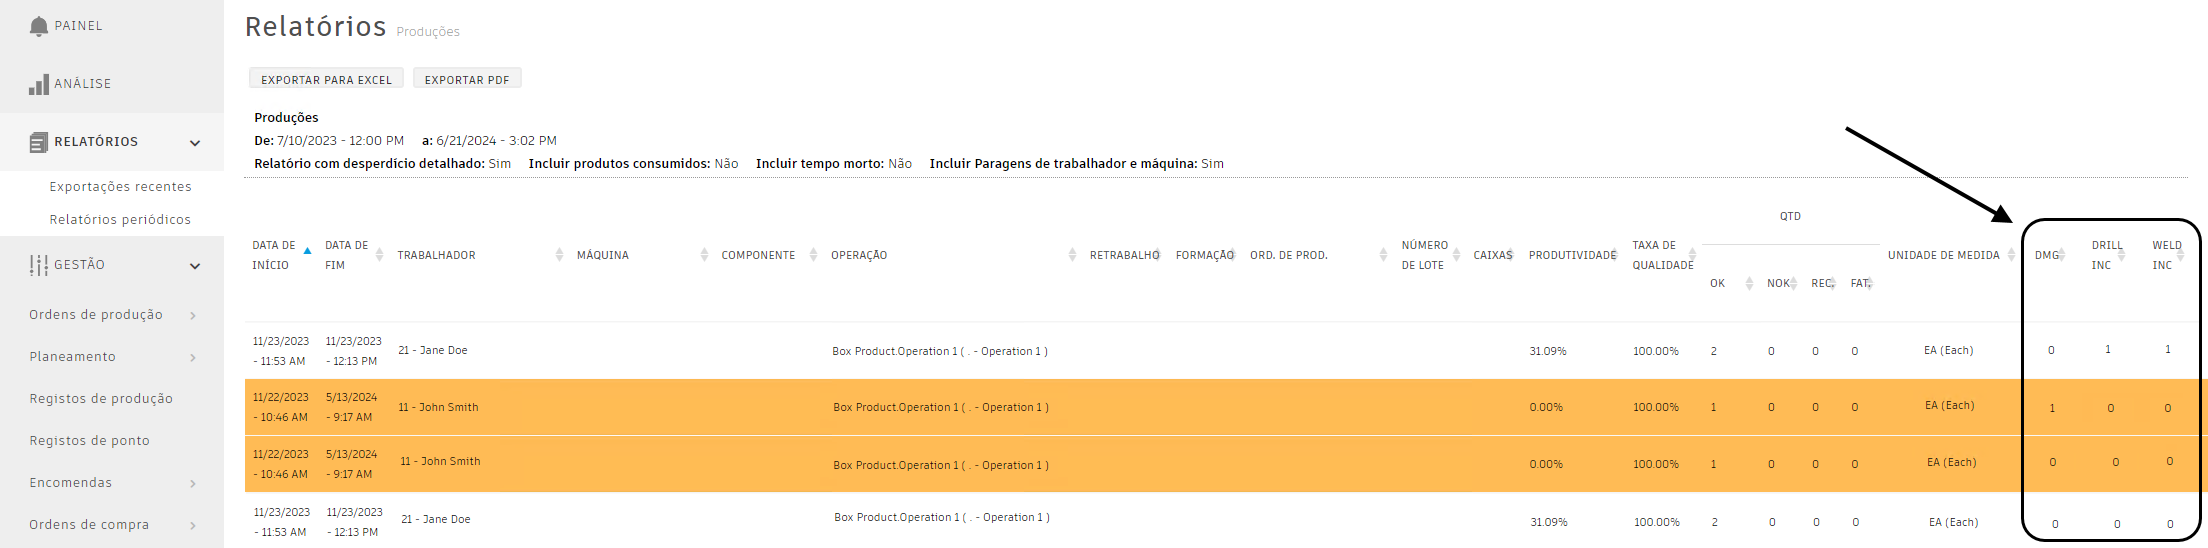 PAINEL
ANÁLISE
RELATÓRIOS
Exportações recentes
Relatórios periódicos
GESTÃO
Ordens de produção
Planeamento
Registos de produção
Registos de ponto
Encomendas
Ordens de compra
Relatórios Produções
EXPORTAR PARA EXCEL EXPORTAR PDF
Produções
De: 7/10/2023 - 12:00 PM a: 6/21/2024 - 3:02 PM
Relatório com desperdício detalhado: Sim Incluir produtos consumidos: Não Incluir tempo morto: Não Incluir Paragens de trabalhador e máquina: Sim
QTD
DATA DE INÍCIO DATA DE FIM TRABALHADOR MÁQUINA COMPONENTE OPERAÇÃO RETRABALHO FORMAÇÃO ORD. DE PROD. NÚMERO DE LOTE CAIXAS PRODUTIVIDADE TAXA DE QUALIDADE OK NOK REC. FAT. UNIDADE DE MEDIDA DMG DRILL INC WELD INC
11/23/2023 - 11:53 AM 11/23/2023 - 12:13 PM 21 - Jane Doe Box Product.Operation 1 ( . - Operation 1 ) 31.09% 100.00% 2 0 0 0 EA (Each) 0 1 1
11/22/2023 - 10:46 AM 5/13/2024 - 9:17 AM 11 - John Smith Box Product.Operation 1 ( . - Operation 1 ) 0.00% 100.00% 1 0 0 0 EA (Each) 1 0 0
11/22/2023 - 10:46 AM 5/13/2024 - 9:17 AM 11 - John Smith Box Product.Operation 1 ( . - Operation 1 ) 0.00% 100.00% 1 0 0 0 EA (Each) 0 0 0
11/23/2023 - 11:53 AM 11/23/2023 - 12:13 PM 21 - Jane Doe Box Product.Operation 1 ( . - Operation 1 ) 31.09% 100.00% 2 0 0 0 EA (Each) 0 0 0